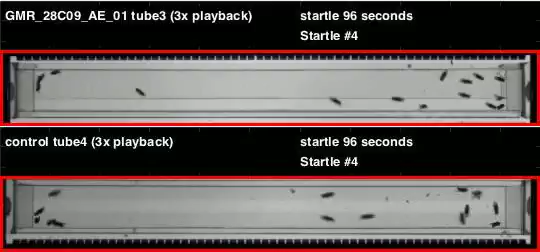 GMR_28C09_AE_01 tube3 (3x playback) startle 96 seconds
Startle #4
control tube4 (3x playback) startle 96 seconds
Startle #4